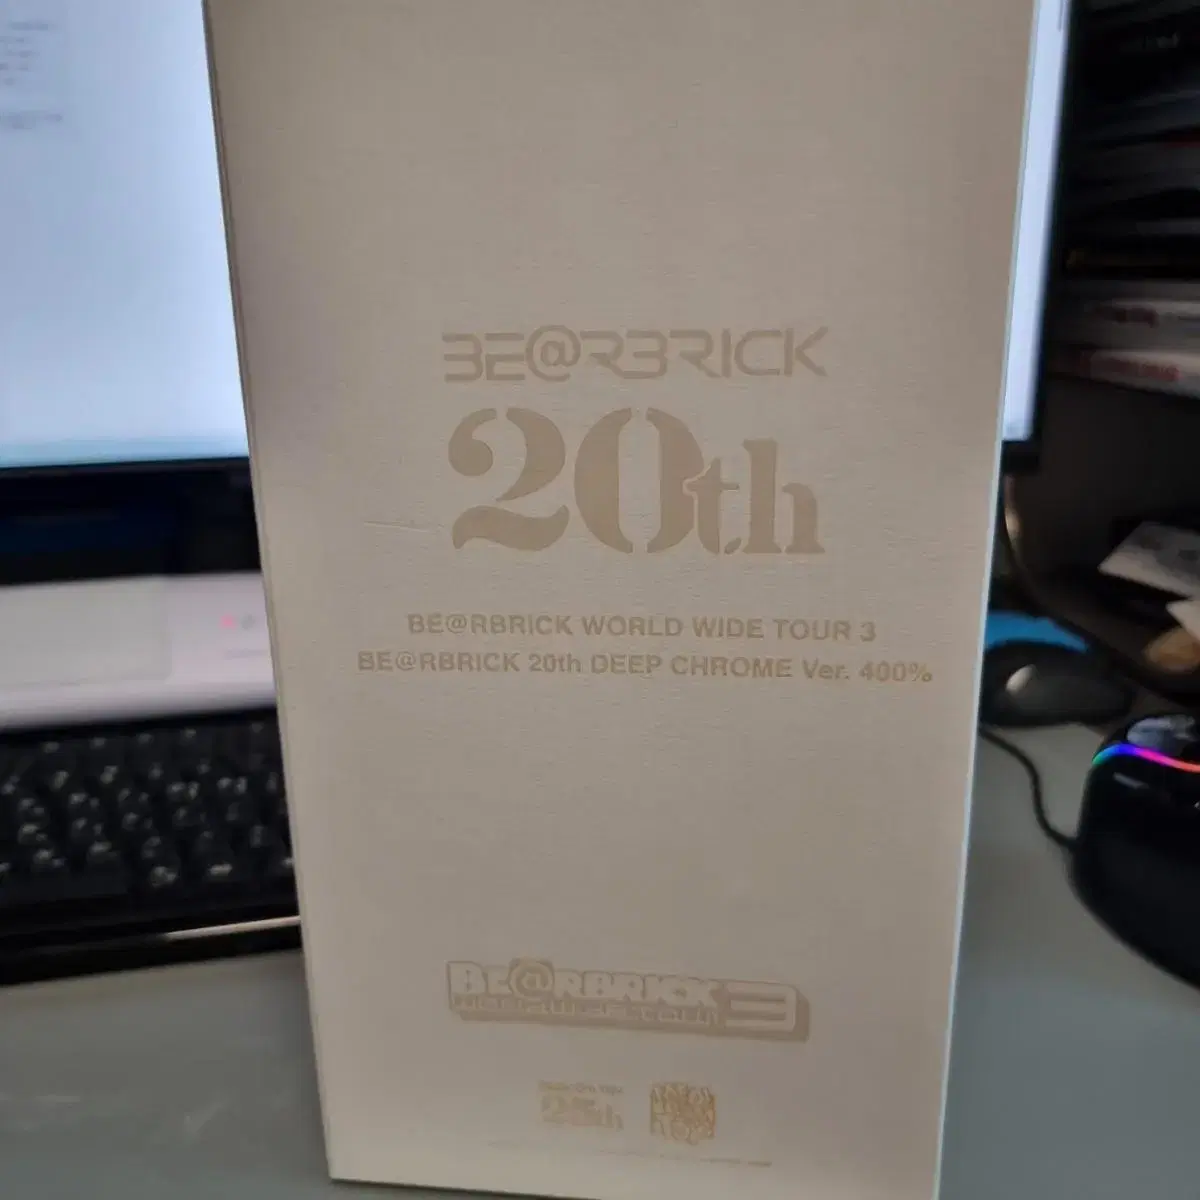 BE@RBRICK
20th
BE@RBRICK WORLD WIDE TOUR 3
BE@RBRICK 20th DEEP CHROME Ver. 400%
BE@RBRICK 3